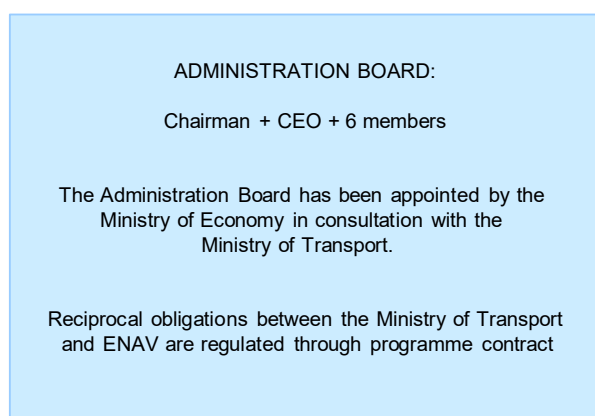 ADMINISTRATION BOARD:
Chairman + CEO + 6 members
The Administration Board has been appointed by the
Ministry of Economy in consultation with the
Ministry of Transport.
Reciprocal obligations between the Ministry of Transport
and ENAV are regulated through programme contract